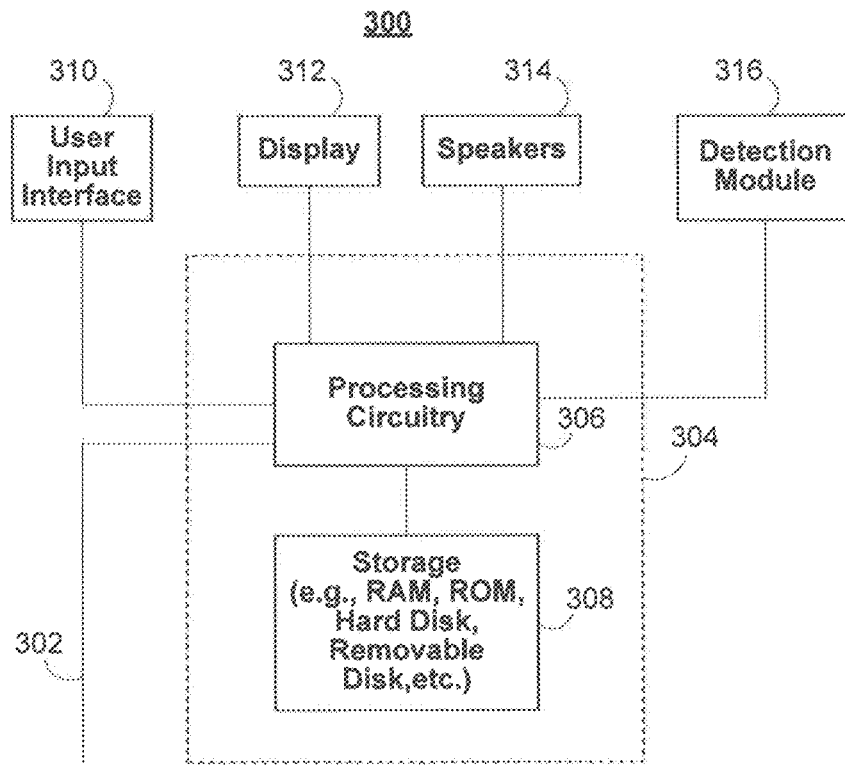 300
310
312
314
316
User
Input
Interface
Display
Speakers
Detection
Module
Processing
Circuitry
306
304
Storage
(e.g., RAM, ROM,
Hard Disk,
Removable
Disk,etc.)
308
302